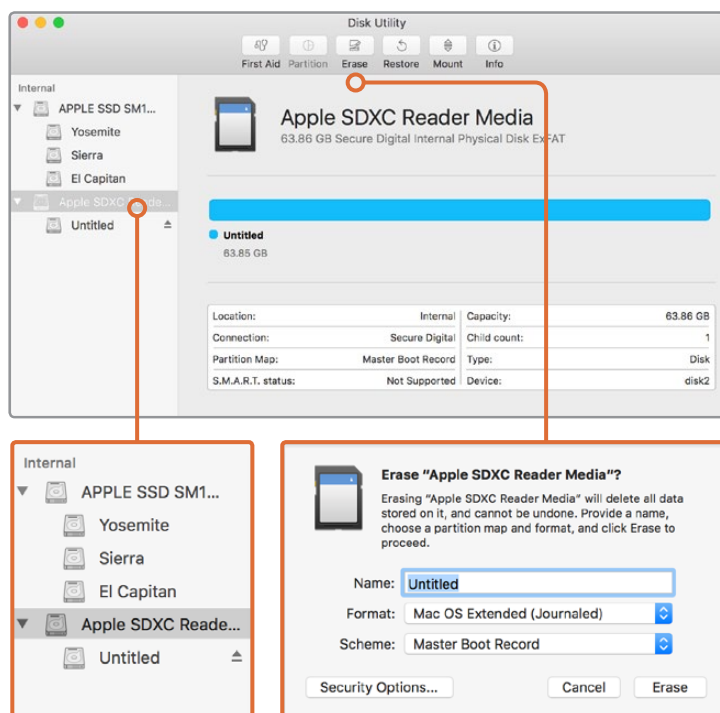 Disk Utility
First Aid Partition Erase Restore Mount Info
Internal
APPLE SSD SM1...
Yosemite
Sierra
El Capitan
Apple SDXC Reade...
Untitled
Apple SDXC Reader Media
63.86 GB Secure Digital Internal Physical Disk ExFAT
Untitled
63.85 GB
Location: Internal Capacity: 63.86 GB
Connection: Secure Digital Child count: 1
Partition Map: Master Boot Record Type: Disk
S.M.A.R.T. status: Not Supported Device: disk2
Internal
APPLE SSD SM1...
Yosemite
Sierra
El Capitan
Apple SDXC Reade...
Untitled
Erase "Apple SDXC Reader Media"?
Erasing "Apple SDXC Reader Media" will delete all data
stored on it, and cannot be undone. Provide a name,
choose a partition map and format, and click Erase to
proceed.
Name: Untitled
Format: Mac OS Extended (Journaled)
Scheme: Master Boot Record
Security Options... Cancel Erase